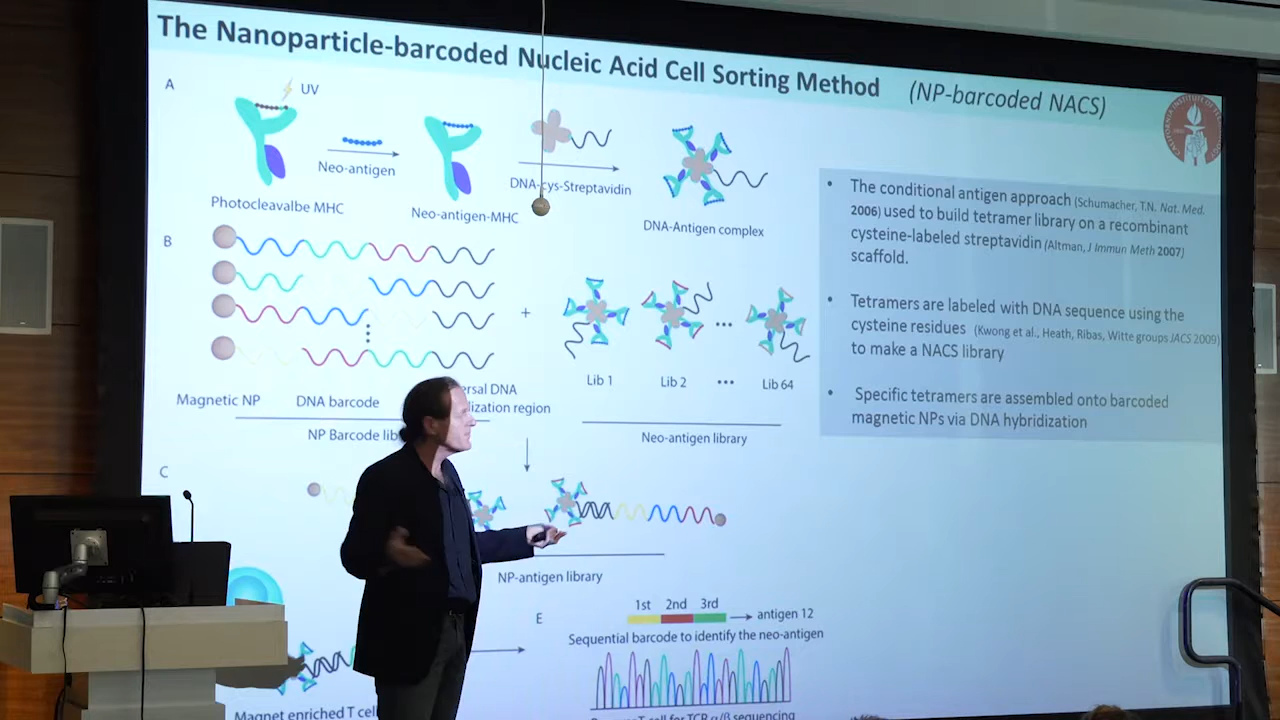 The Nanoparticle-barcoded Nucleic Acid Cell Sorting Method (NP-barcoded NACS)
A
UV
Neo-antigen
Photocleavalbe MHC
Neo-antigen-MHC
DNA-cys-Streptavidin
DNA-Antigen complex
B
+
...
Lib 1
Lib 2
...
Lib 64
Magnetic NP
DNA barcode
DNA
region
NP Barcode
Neo-antigen library
C
NP-antigen library
E
1st 2nd 3rd
antigen 12
Sequential barcode to identify the neo-antigen
Magnet enriched T
for TCR α/β sequencing
• The conditional antigen approach (Schumacher, T.N. Nat. Med.
2006) used to build tetramer library on a recombinant
cysteine-labeled streptavidin (Altman, J Immun Meth 2007)
scaffold.
• Tetramers are labeled with DNA sequence using the
cysteine residues (Kwong et al., Heath, Ribas, Witte groups JACS 2009)
to make a NACS library
• Specific tetramers are assembled onto barcoded
magnetic NPs via DNA hybridization